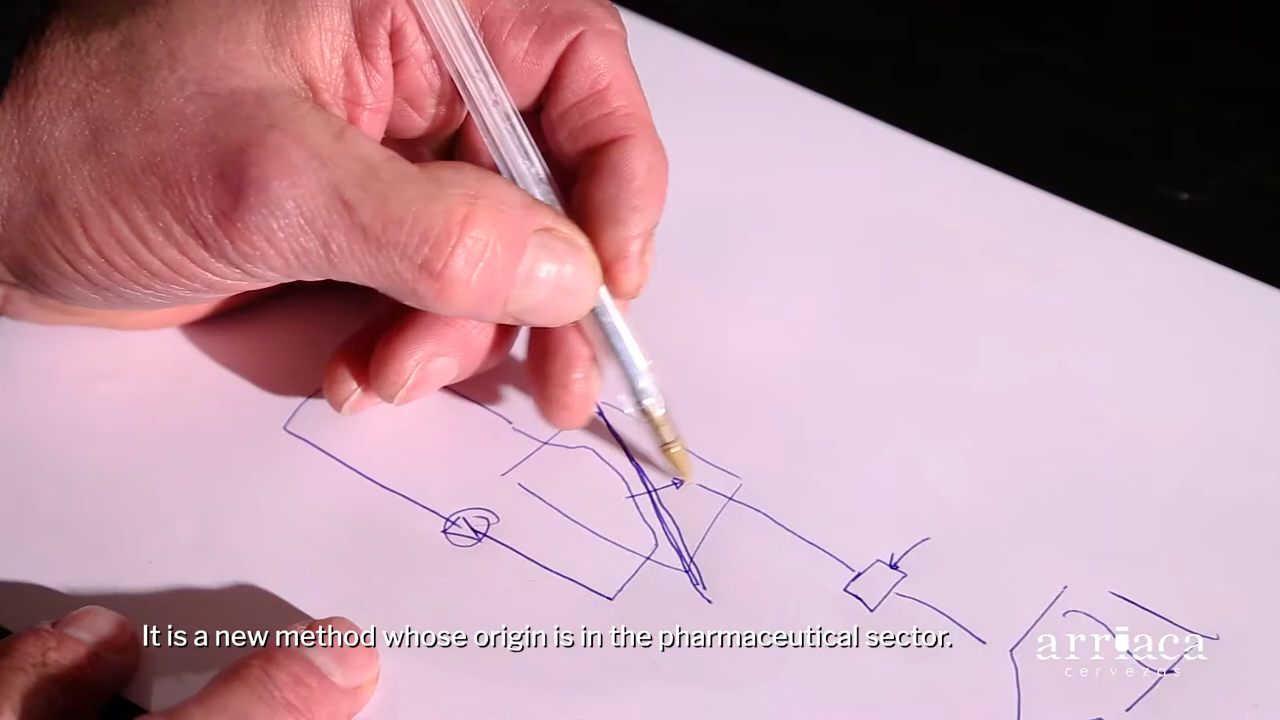 It is a new method whose origin is in the pharmaceutical sector.
arriaca
cervezas